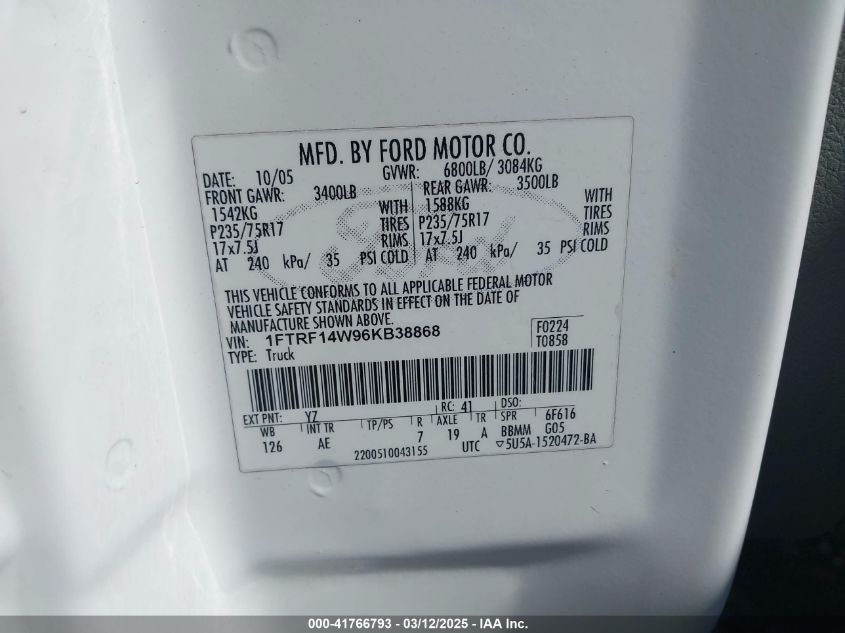 MFD. BY FORD MOTOR CO.
DATE: 10/05 GVWR: 6800LB/ 3084KG
FRONT GAWR: 3400LB REAR GAWR: 3500LB
1542KG WITH 1588KG WITH
P235/75R17 TIRES P235/75R17 TIRES
17x7.5J RIMS 17x7.5J RIMS
AT 240 kPa/ 35 PSI COLD AT 240 kPa/ 35 PSI COLD
THIS VEHICLE CONFORMS TO ALL APPLICABLE FEDERAL MOTOR
VEHICLE SAFETY STANDARDS IN EFFECT ON THE DATE OF
MANUFACTURE SHOWN ABOVE.
VIN: 1FTRF14W96KB38868 F0224
TYPE: Truck T0858
EXT PNT: YZ RC: 41 DSO:
WB INT TR TP/PS R AXLE TR SPR 6F616
126 AE 7 19 A BBMM G05
2200510043155 UTC ▽5U5A-1520472-BA
000-41766793 - 03/12/2025 - IAA Inc.